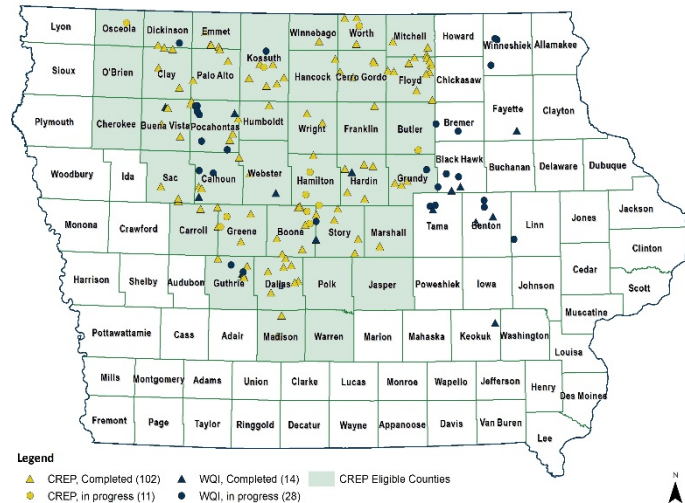 Lyon Osceola Dickinson Emmet Winnebago Worth Mitchell Howard Winneshiek Allamakee
Kossuth
Sioux O'Brien Clay Palo Alto Hancock Cerro Gordo Floyd Chickasaw
Fayette Clayton
Plymouth Cherokee Buena Vista Pocahontas Humboldt Wright Franklin Butler Bremer
Black Hawk Buchanan Delaware Dubuque
Woodbury Ida Sac Calhoun Webster Hamilton Hardin Grundy
Jackson
Monona Crawford Carroll Greene Boone Story Marshall Tama Benton Linn Jones
Clinton
Cedar
Harrison Shelby Audubon Guthrie Dallas Polk Jasper Poweshiek Iowa Johnson Scott
Muscatine
Pottawattamie Cass Adair Madison Warren Marion Mahaska Keokuk Washington
Louisa
Mills Montgomery Adams Union Clarke Lucas Monroe Wapello Jefferson Henry
Des Moines
Fremont Page Taylor Ringgold Decatur Wayne Appanoose Davis Van Buren
Lee
Legend
CREP, Completed (102) WQI, Completed (14) CREP Eligible Counties
CREP, in progress (11) WQI, in progress (28)
N